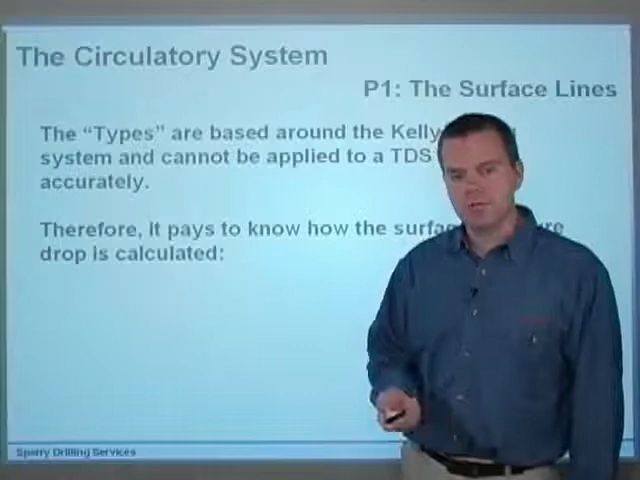 The Circulatory System
P1: The Surface Lines
The "Types" are based around the Kelly
system and cannot be applied to a TDS
accurately.
Therefore, it pays to know how the
drop is calculated:
Sperry Drilling Services